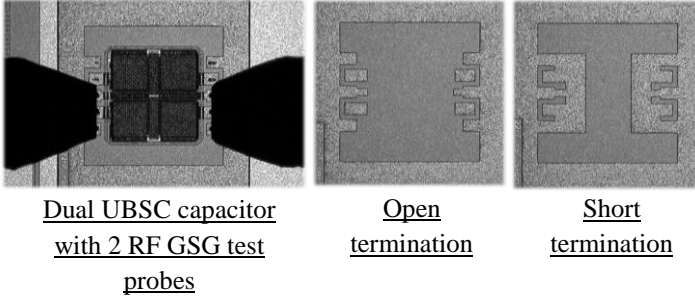 Dual UBSC capacitor
with 2 RF GSG test
probes
Open
termination
Short
termination